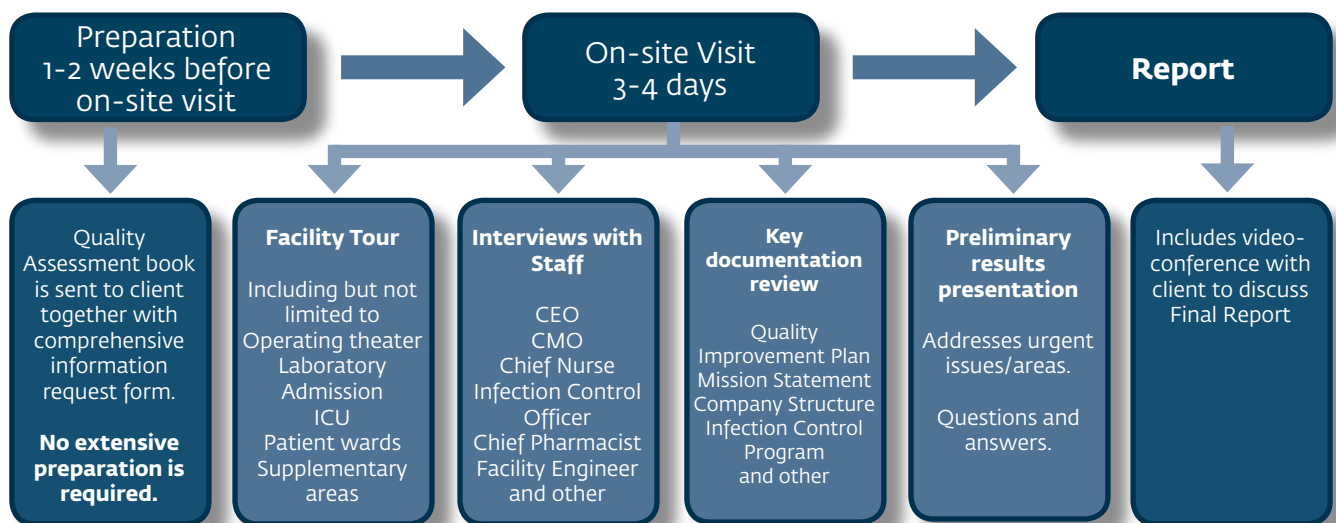 Preparation
1-2 weeks before
on-site visit
On-site Visit
3-4 days
Report
Quality
Assessment book
is sent to client
together with
comprehensive
information
request form.
No extensive
preparation is
required.
Facility Tour
Including but not
limited to
Operating theater
Laboratory
Admission
ICU
Patient wards
Supplementary
areas
Interviews with
Staff
CEO
CMO
Chief Nurse
Infection Control
Officer
Chief Pharmacist
Facility Engineer
and other
Key
documentation
review
Quality
Improvement Plan
Mission Statement
Company Structure
Infection Control
Program
and other
Preliminary
results
presentation
Addresses urgent
issues/areas.
Questions and
answers.
Includes video-
conference with
client to discuss
Final Report